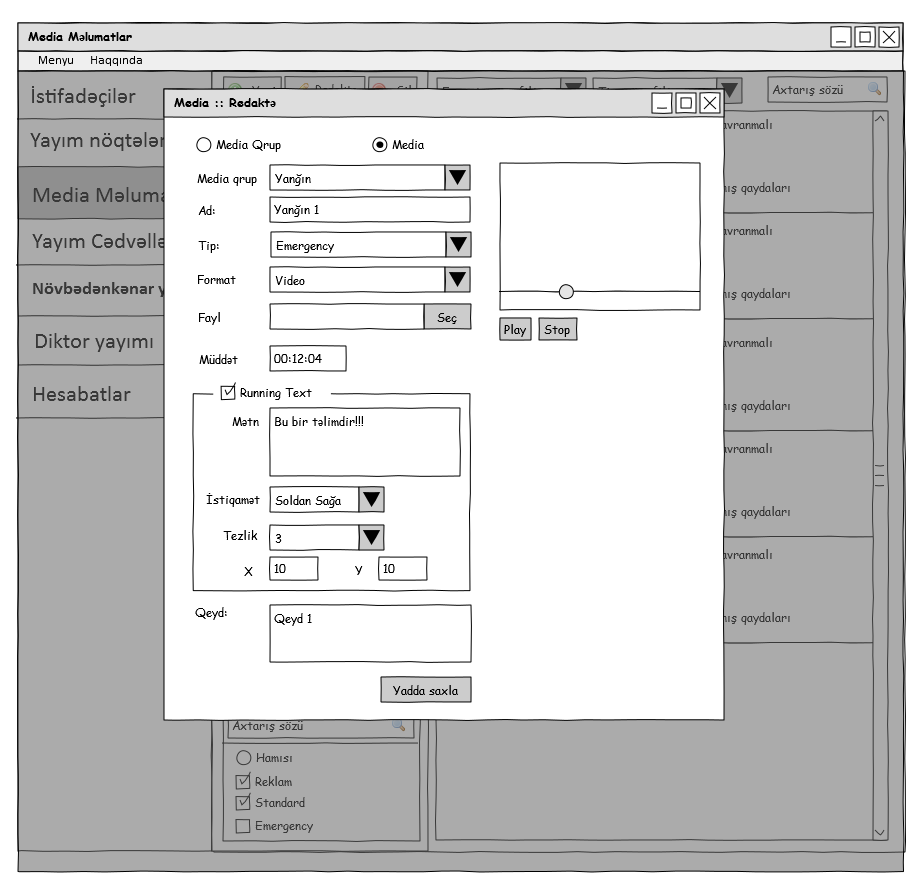 Media Məlumatlar
Menyu Haqqında
İstifadəçilər
Axtarış sözü
Media :: Redaktə
Yayım nöqtələr
Media Qrup
Media
Media qrup
Yanğın
Media Məluma
Ad:
Yanğın 1
Yayım Cədvəllə
Tip:
Emergency
Format
Video
Növbədənkənar y
Fayl
Seç
Play
Stop
Diktor yayımı
Müddət
00:12:04
Hesabatlar
Running Text
Mətn
Bu bir təlimdir!!!
İstiqamət
Soldan Sağa
Tezlik
3
X
10
Y
10
Qeyd:
Qeyd 1
Yadda saxla
avranmalı
ış qaydaları
avranmalı
ış qaydaları
avranmalı
ış qaydaları
avranmalı
ış qaydaları
avranmalı
ış qaydaları
Axtarış sözü
Hamısı
Reklam
Standard
Emergency